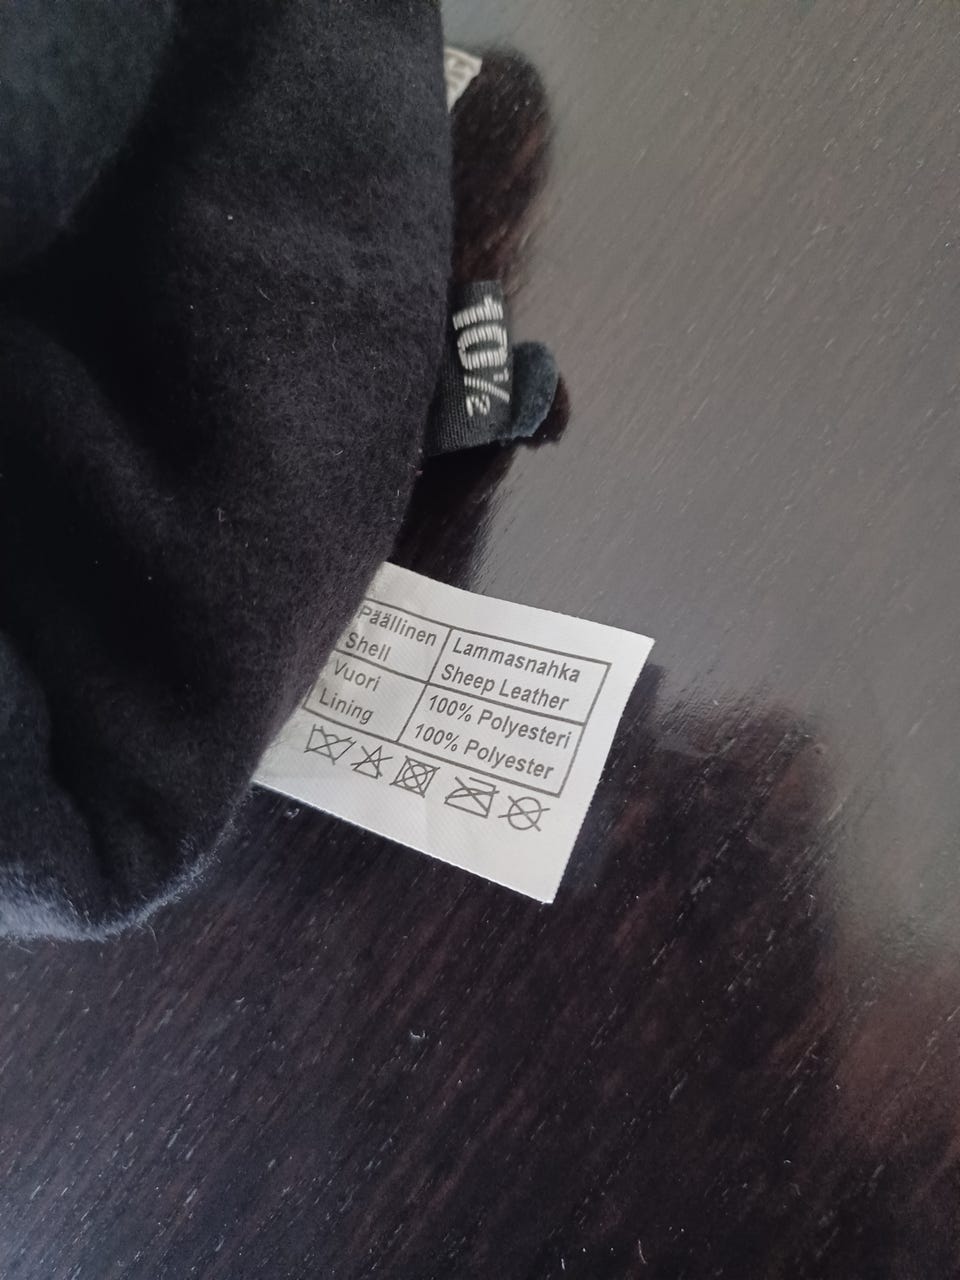 10½
Päällinen
Shell
Lammasnahka
Sheep Leather
Vuori
Lining
100% Polyesteri
100% Polyester